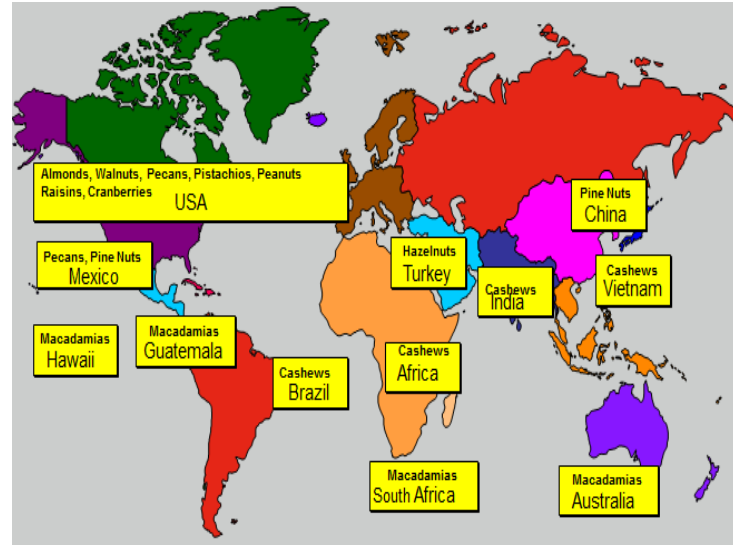 Almonds, Walnuts, Pecans, Pistachios, Peanuts
Raisins, Cranberries
USA
Pine Nuts
China
Pecans, Pine Nuts
Mexico
Hazelnuts
Turkey
Cashews
India
Cashews
Vietnam
Macadamias
Hawaii
Macadamias
Guatemala
Cashews
Brazil
Cashews
Africa
Macadamias
South Africa
Macadamias
Australia